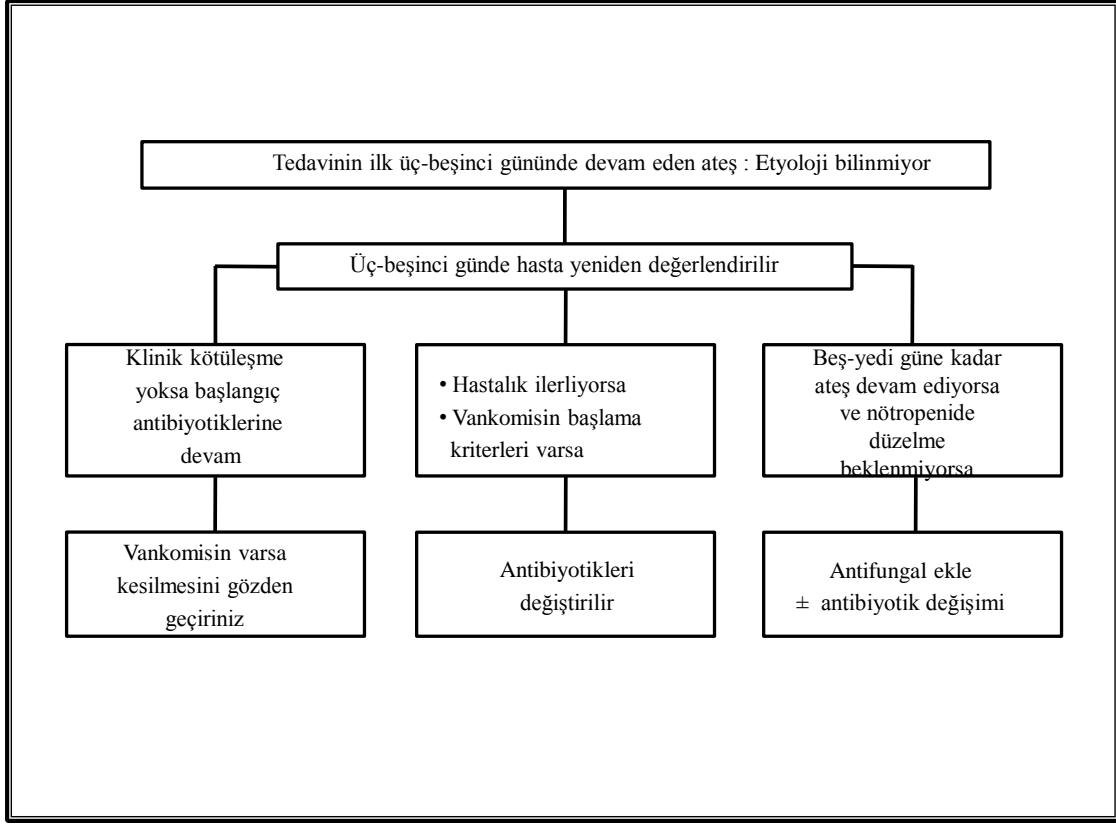 Tedavinin ilk üç-beşinci gününde devam eden ateş : Etyoloji bilinmiyor
Üç-beşinci günde hasta yeniden değerlendirilir
Klinik kötüleşme
yoksa başlangıç
antibiyotiklerine
devam
• Hastalık ilerliyorsa
• Vankomisin başlama
kriterleri varsa
Beş-yedi güne kadar
ateş devam ediyorsa
ve nötropenide
düzelme
beklenmiyorsa
Vankomisin varsa
kesilmesini gözden
geçiriniz
Antibiyotikleri
değiştirilir
Antifungal ekle
± antibiyotik değişimi